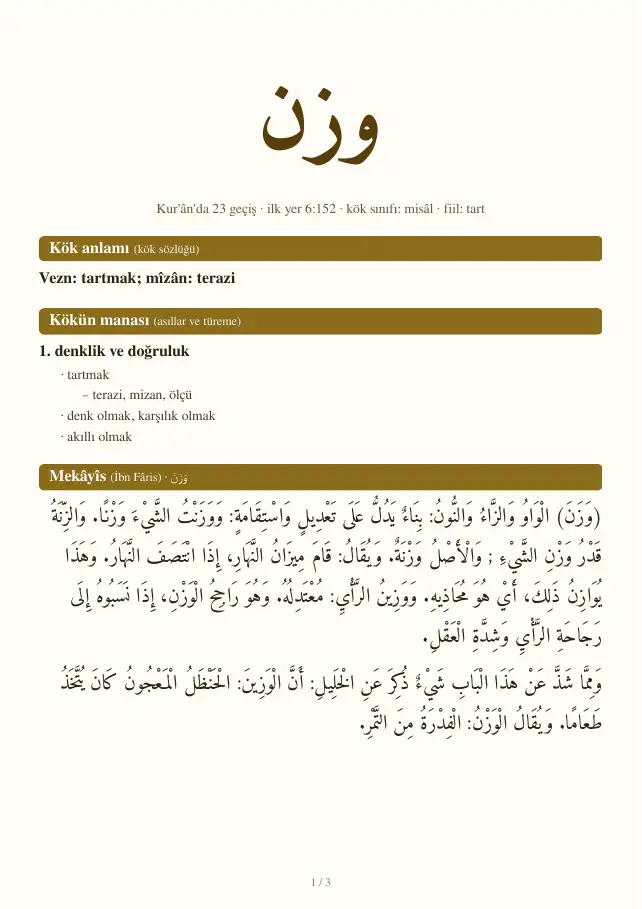 وزن
Kur'ân'da 23 geçiş · ilk yer 6:152 · kök sınıfı: misâl · fiil: tart
Kök anlamı (kök sözlüğü)
Vezn: tartmak; mîzân: terazi
Kökün manası (asıllar ve türeme)
1. denklik ve doğruluk
· tartmak
– terazi, mizan, ölçü
· denk olmak, karşılık olmak
· akıllı olmak
Mekâyîs (İbn Fâris) · وَزَنَ
(وَزَنَ) الْوَاوُ وَالزَّاءُ وَالنُّونُ: بِنَاءٌ يَدُلُّ عَلَى تَعْدِيلٍ وَاسْتِقَامَةٍ: وَوَزَنْتُ الشَّيْءَ وَزْنًا. وَالزِّنَةُ
قَدْرُ وَزْنِ الشَّيْءِ ; وَالْأَصْلُ وَزْنَةٌ. وَيُقَالُ: قَامَ مِيزَانُ النَّهَارِ، إِذَا انْتَصَفَ النَّهَارُ. وَهَذَا
يُوَازِنُ ذَلِكَ، أَيْ هُوَ مُحَاذِيهِ. وَوَزِينُ الرَّأْيِ: مُعْتَدِلُهُ. وَهُوَ رَاجِحُ الْوَزْنِ، إِذَا نَسَبُوهُ إِلَى
رَجَاحَةِ الرَّأْيِ وَشِدَّةِ الْعَقْلِ.
وَمِمَّا شَذَّ عَنْ هَذَا الْبَابِ شَيْءٌ ذُكِرَ عَنِ الْخَلِيلِ: أَنَّ الْوَزِينَ: الْحَنْظَلُ الْمَعْجُونُ كَانَ يُتَّخَذُ
طَعَامًا. وَيُقَالُ الْوَزْنُ: الْفِدْرَةُ مِنَ التَّمْرِ.
1 / 3